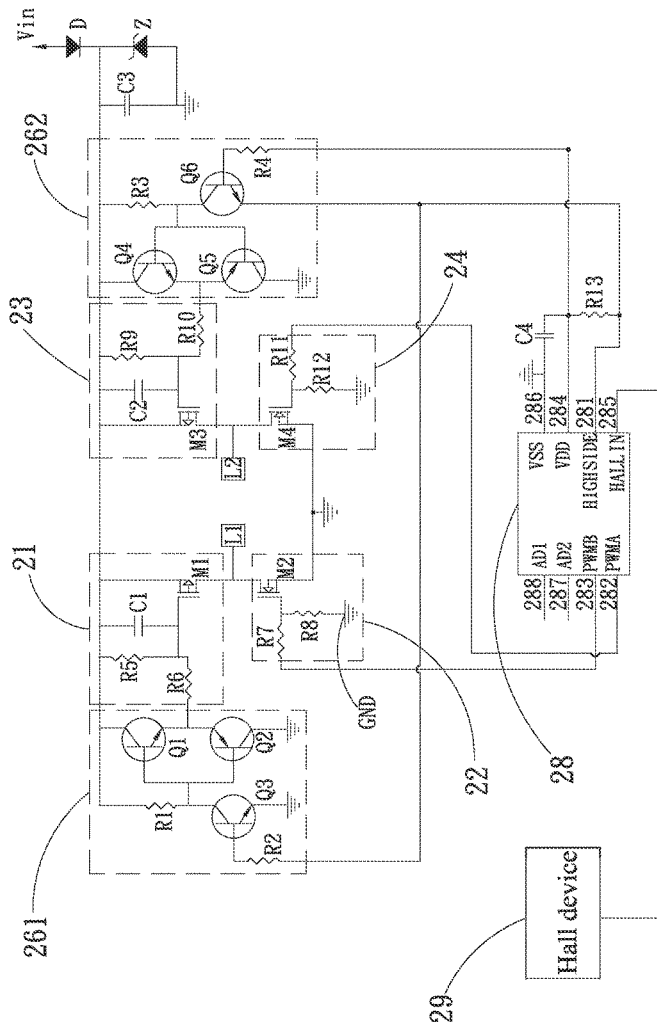 Vin
D
Z
C3
262
R3
Q6
R4
Q4
Q5
23
R9
C2
R10
M3
24
R11
R12
M4
L2
L1
21
M1
C1
R5
R6
M2
R7
R8
GND
22
261
Q1
Q2
R1
Q3
R2
C4
R13
286
284
281
285
VSS
VDD
HIGHSIDE
HALLIN
AD1
AD2
PWMB
PWMA
288
287
283
282
28
Hall device
29